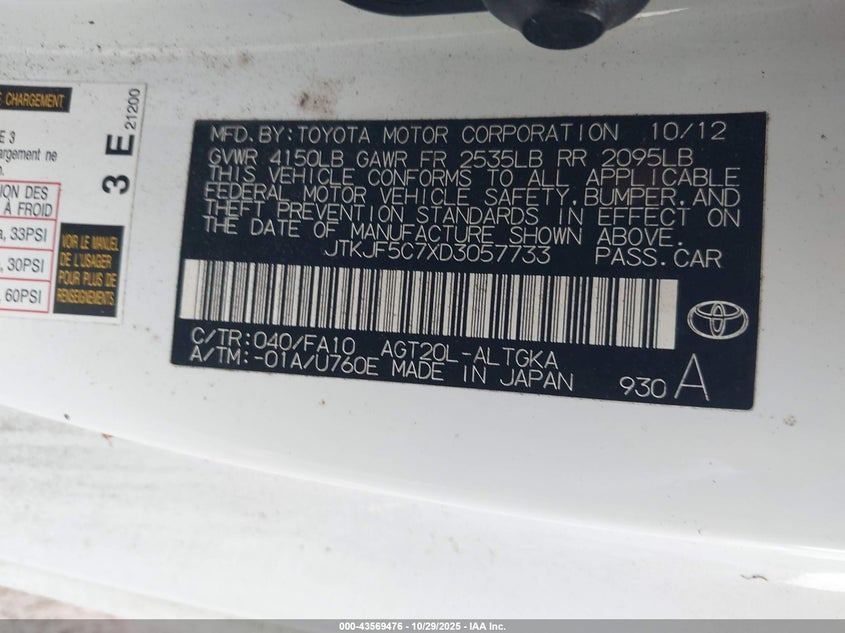 E CHARGEMENT
E 3
argement ne
n.
ION DES
À FROID
a, 33PSI
, 30PSI
, 60PSI
VOIR LE MANUEL
DE L'USAGER
POUR PLUS DE
RENSEIGNEMENTS
3 E
21200
MFD. BY: TOYOTA MOTOR CORPORATION 10/12
GVWR 4150LB GAWR FR 2535LB RR 2095LB
THIS VEHICLE CONFORMS TO ALL APPLICABLE
FEDERAL MOTOR VEHICLE SAFETY, BUMPER, AND
THEFT PREVENTION STANDARDS IN EFFECT ON
THE DATE OF MANUFACTURE SHOWN ABOVE.
JTKJF5C7XD3057733 PASS. CAR
C/TR: 040/FA10 AGT20L-ALTGKA
A/TM: -01A/U760E MADE IN JAPAN 930 A
000-43569476 | 10/29/2025 | IAA Inc.